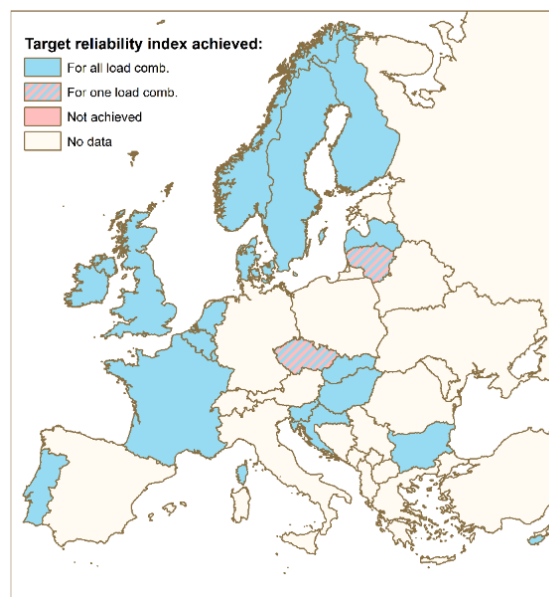 Target reliability index achieved:
For all load comb.
For one load comb.
Not achieved
No data